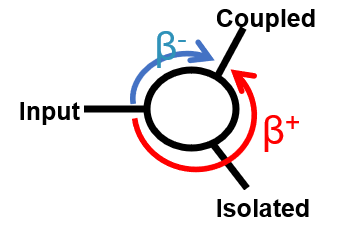 Coupled
β⁻
Input
β⁺
Isolated